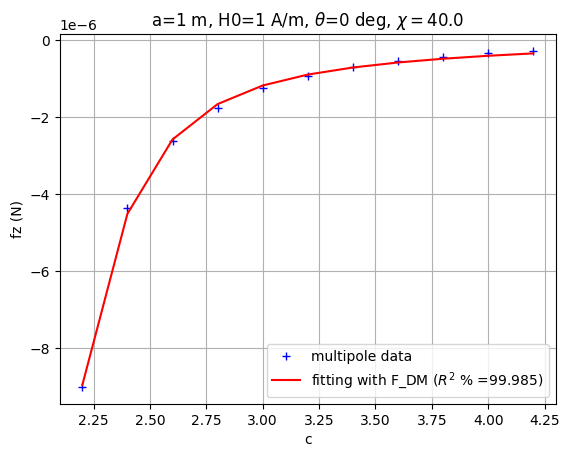 a=1 m, H0=1 A/m, θ=0 deg, χ = 40.0
1e−6
0
−2
−4
−6
−8
fz (N)
multipole data
fitting with F_DM (R² % =99.985)
2.25 2.50 2.75 3.00 3.25 3.50 3.75 4.00 4.25
c